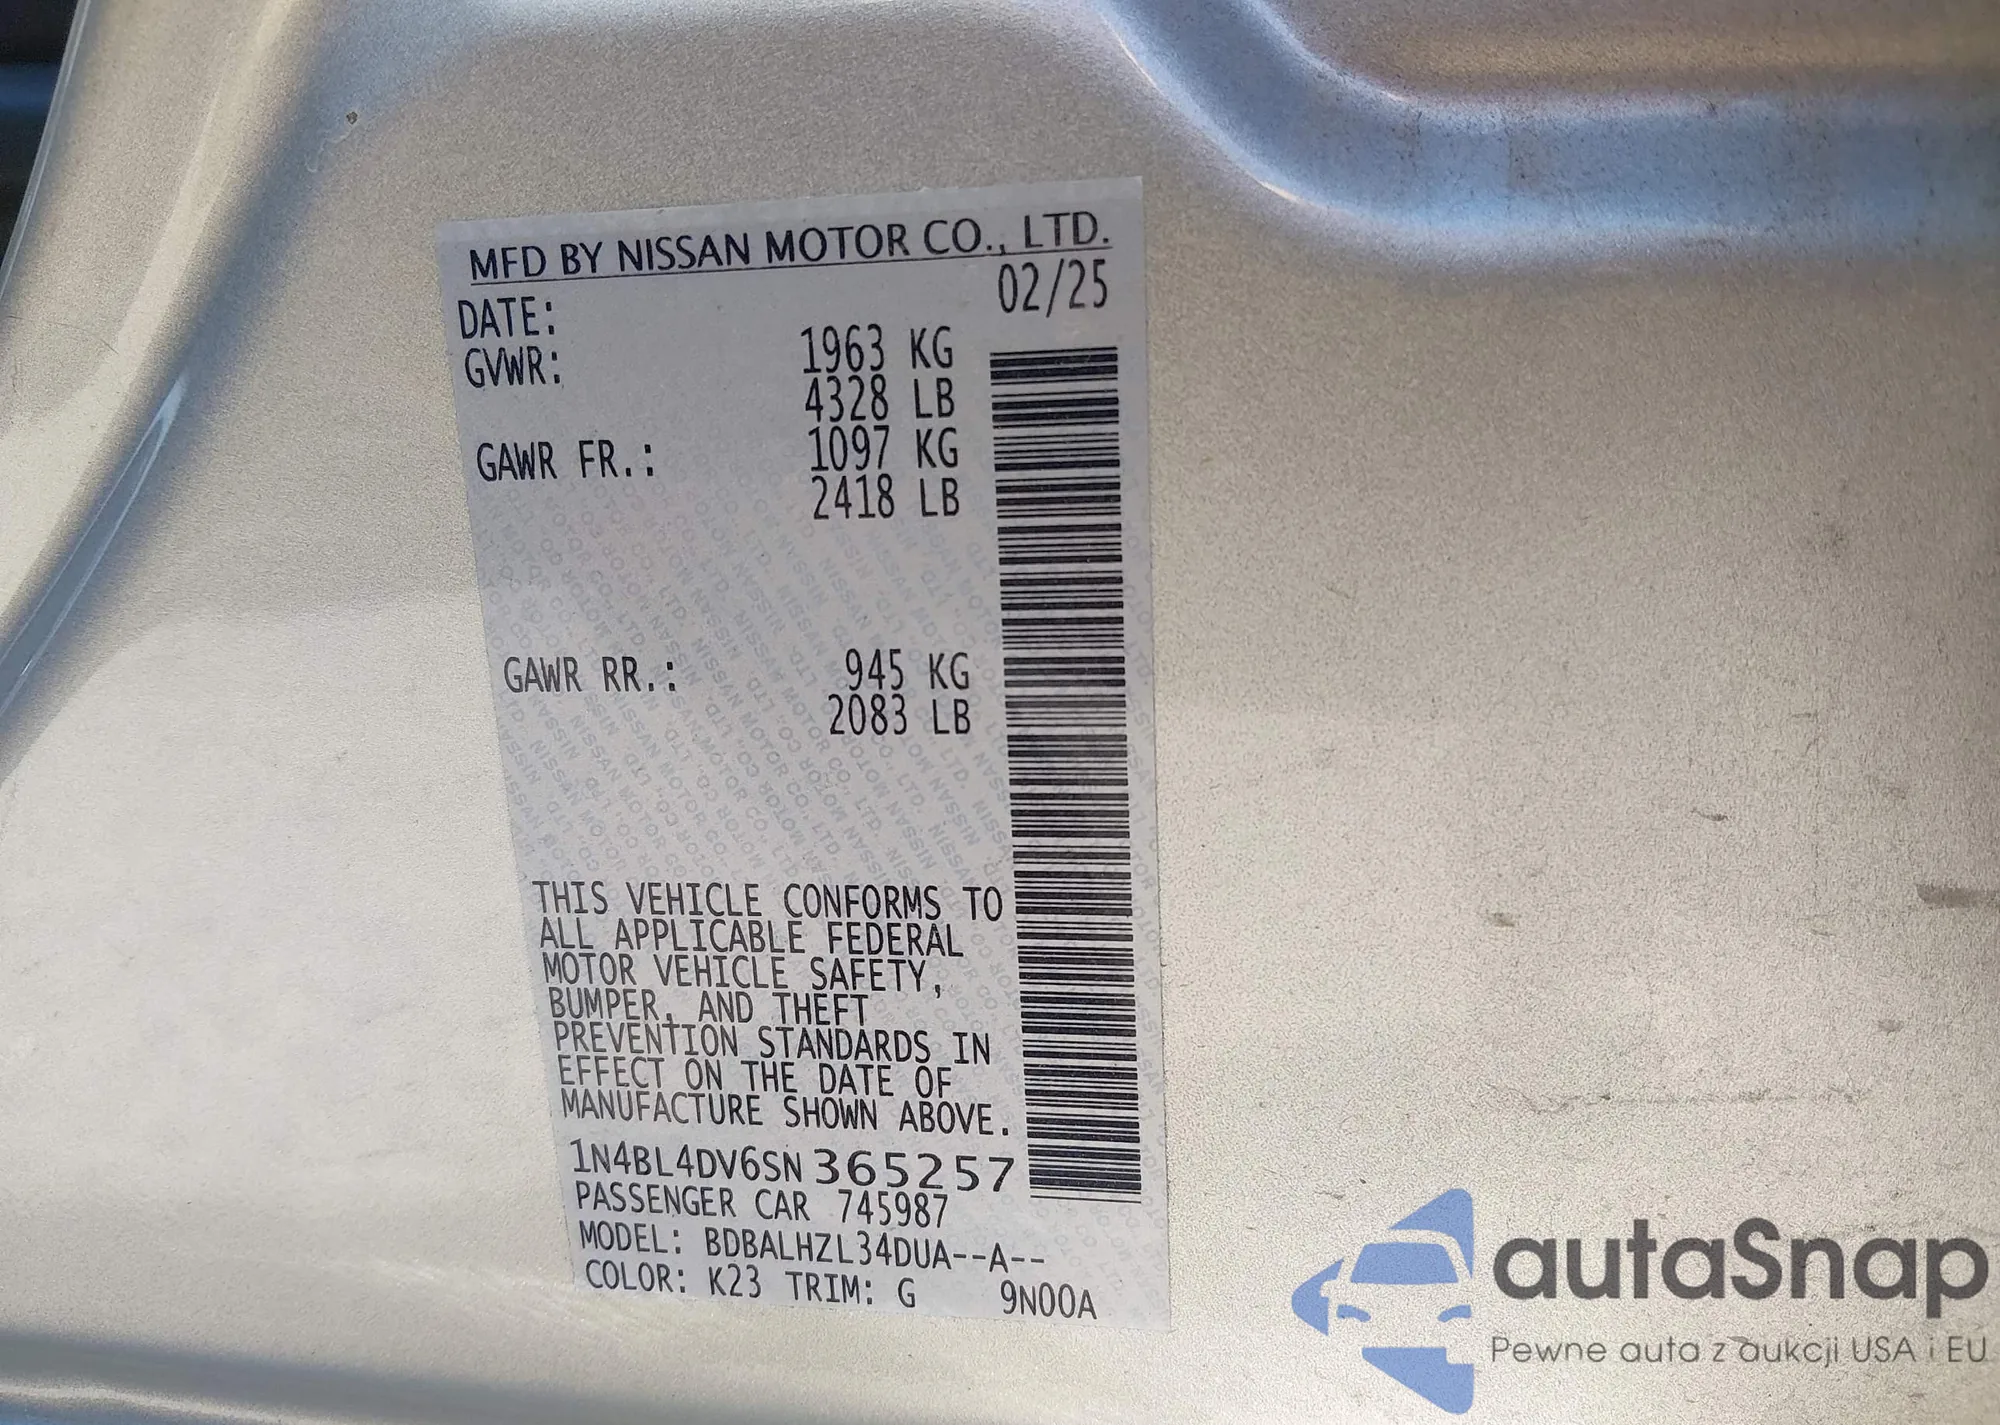 MFD BY NISSAN MOTOR CO., LTD.
DATE: 02/25
GVWR: 1963 KG
4328 LB
GAWR FR.: 1097 KG
2418 LB
GAWR RR.: 945 KG
2083 LB
THIS VEHICLE CONFORMS TO
ALL APPLICABLE FEDERAL
MOTOR VEHICLE SAFETY,
BUMPER, AND THEFT
PREVENTION STANDARDS IN
EFFECT ON THE DATE OF
MANUFACTURE SHOWN ABOVE.
1N4BL4DV6SN365257
PASSENGER CAR 745987
MODEL: BDBALHZL34DUA--A--
COLOR: K23 TRIM: G 9N00A
autaSnap
Pewne auta z aukcji USA i EU